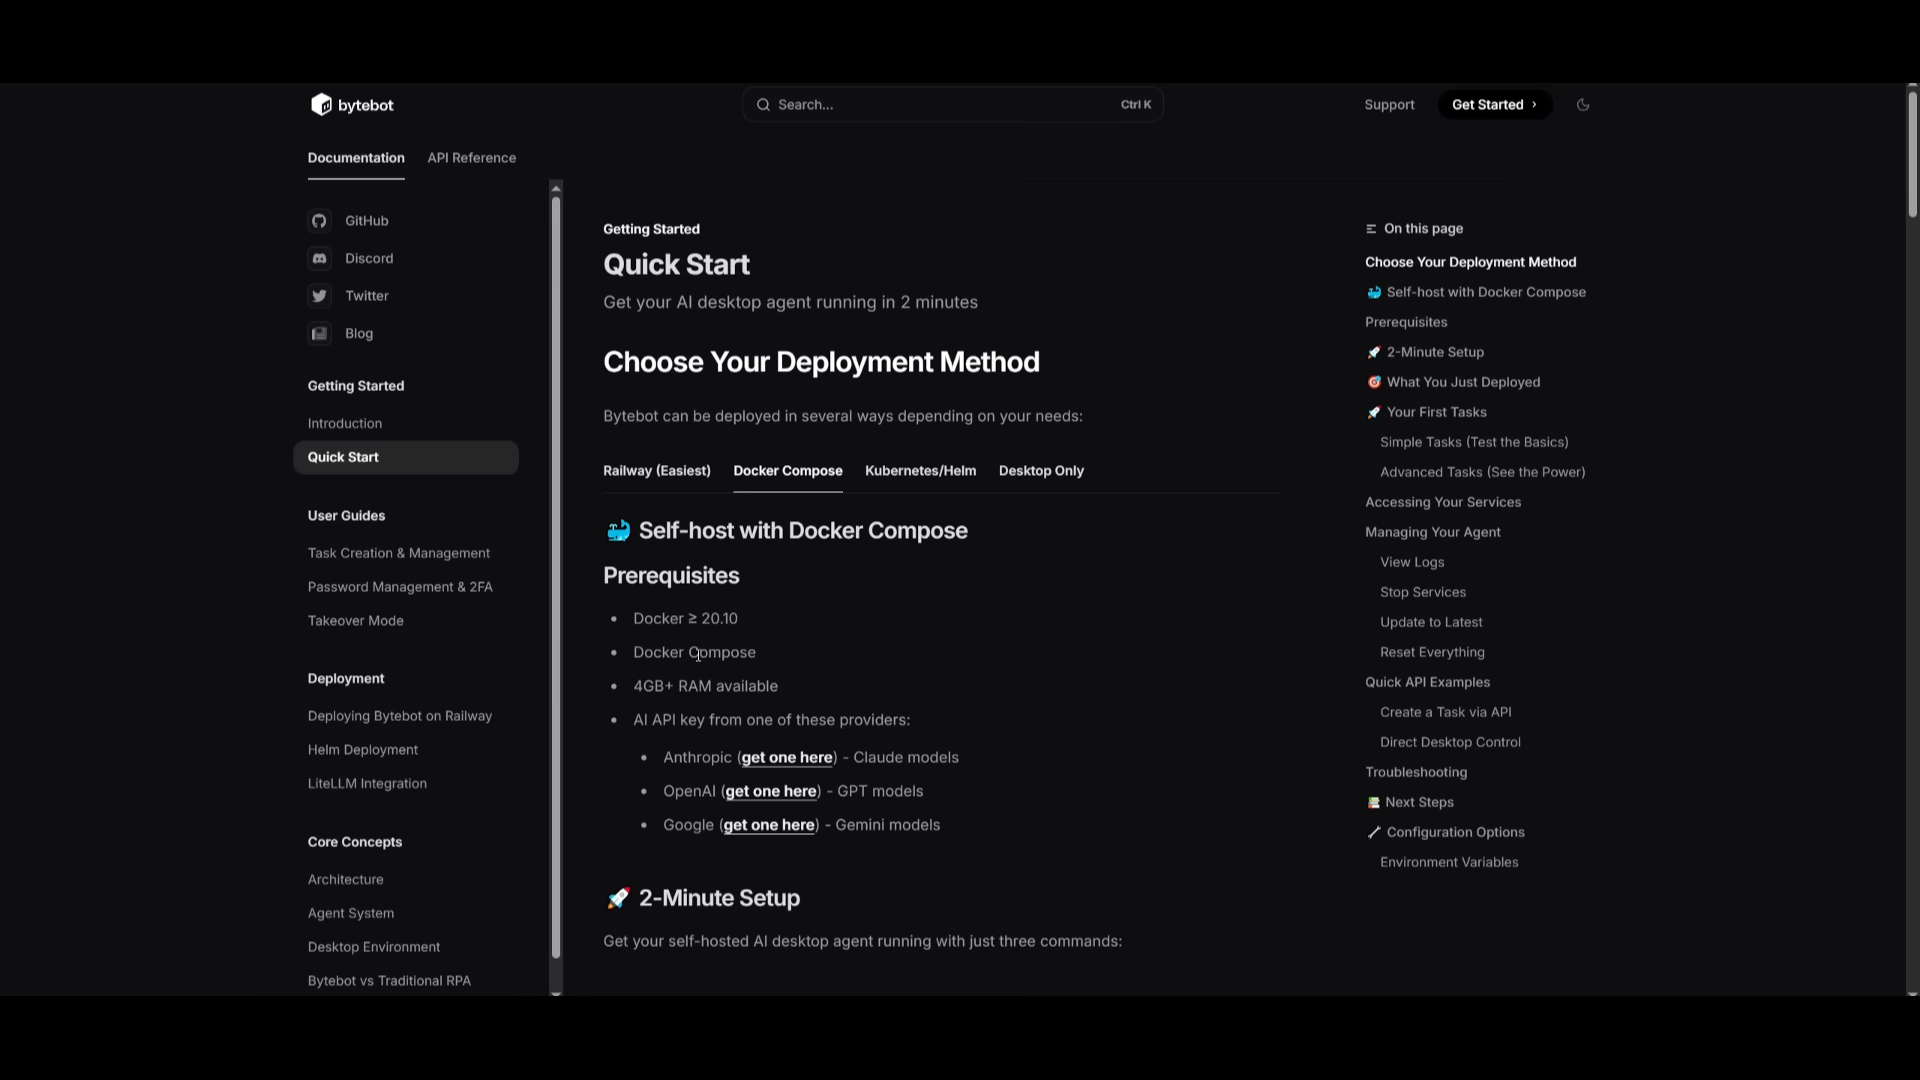 bytebot
Search...
Ctrl K
Support
Get Started
Documentation
API Reference
GitHub
Discord
Twitter
Blog
Getting Started
Introduction
Quick Start
User Guides
Task Creation & Management
Password Management & 2FA
Takeover Mode
Deployment
Deploying Bytebot on Railway
Helm Deployment
LiteLLM Integration
Core Concepts
Architecture
Agent System
Desktop Environment
Bytebot vs Traditional RPA
Getting Started
Quick Start
Get your AI desktop agent running in 2 minutes
Choose Your Deployment Method
Bytebot can be deployed in several ways depending on your needs:
Railway (Easiest)
Docker Compose
Kubernetes/Helm
Desktop Only
🐳 Self-host with Docker Compose
Prerequisites
• Docker ≥ 20.10
• Docker Compose
• 4GB+ RAM available
• AI API key from one of these providers:
• Anthropic (get one here) - Claude models
• OpenAI (get one here) - GPT models
• Google (get one here) - Gemini models
🚀 2-Minute Setup
Get your self-hosted AI desktop agent running with just three commands:
On this page
Choose Your Deployment Method
🐳 Self-host with Docker Compose
Prerequisites
🚀 2-Minute Setup
🎯 What You Just Deployed
🚀 Your First Tasks
Simple Tasks (Test the Basics)
Advanced Tasks (See the Power)
Accessing Your Services
Managing Your Agent
View Logs
Stop Services
Update to Latest
Reset Everything
Quick API Examples
Create a Task via API
Direct Desktop Control
Troubleshooting
📚 Next Steps
🔧 Configuration Options
Environment Variables